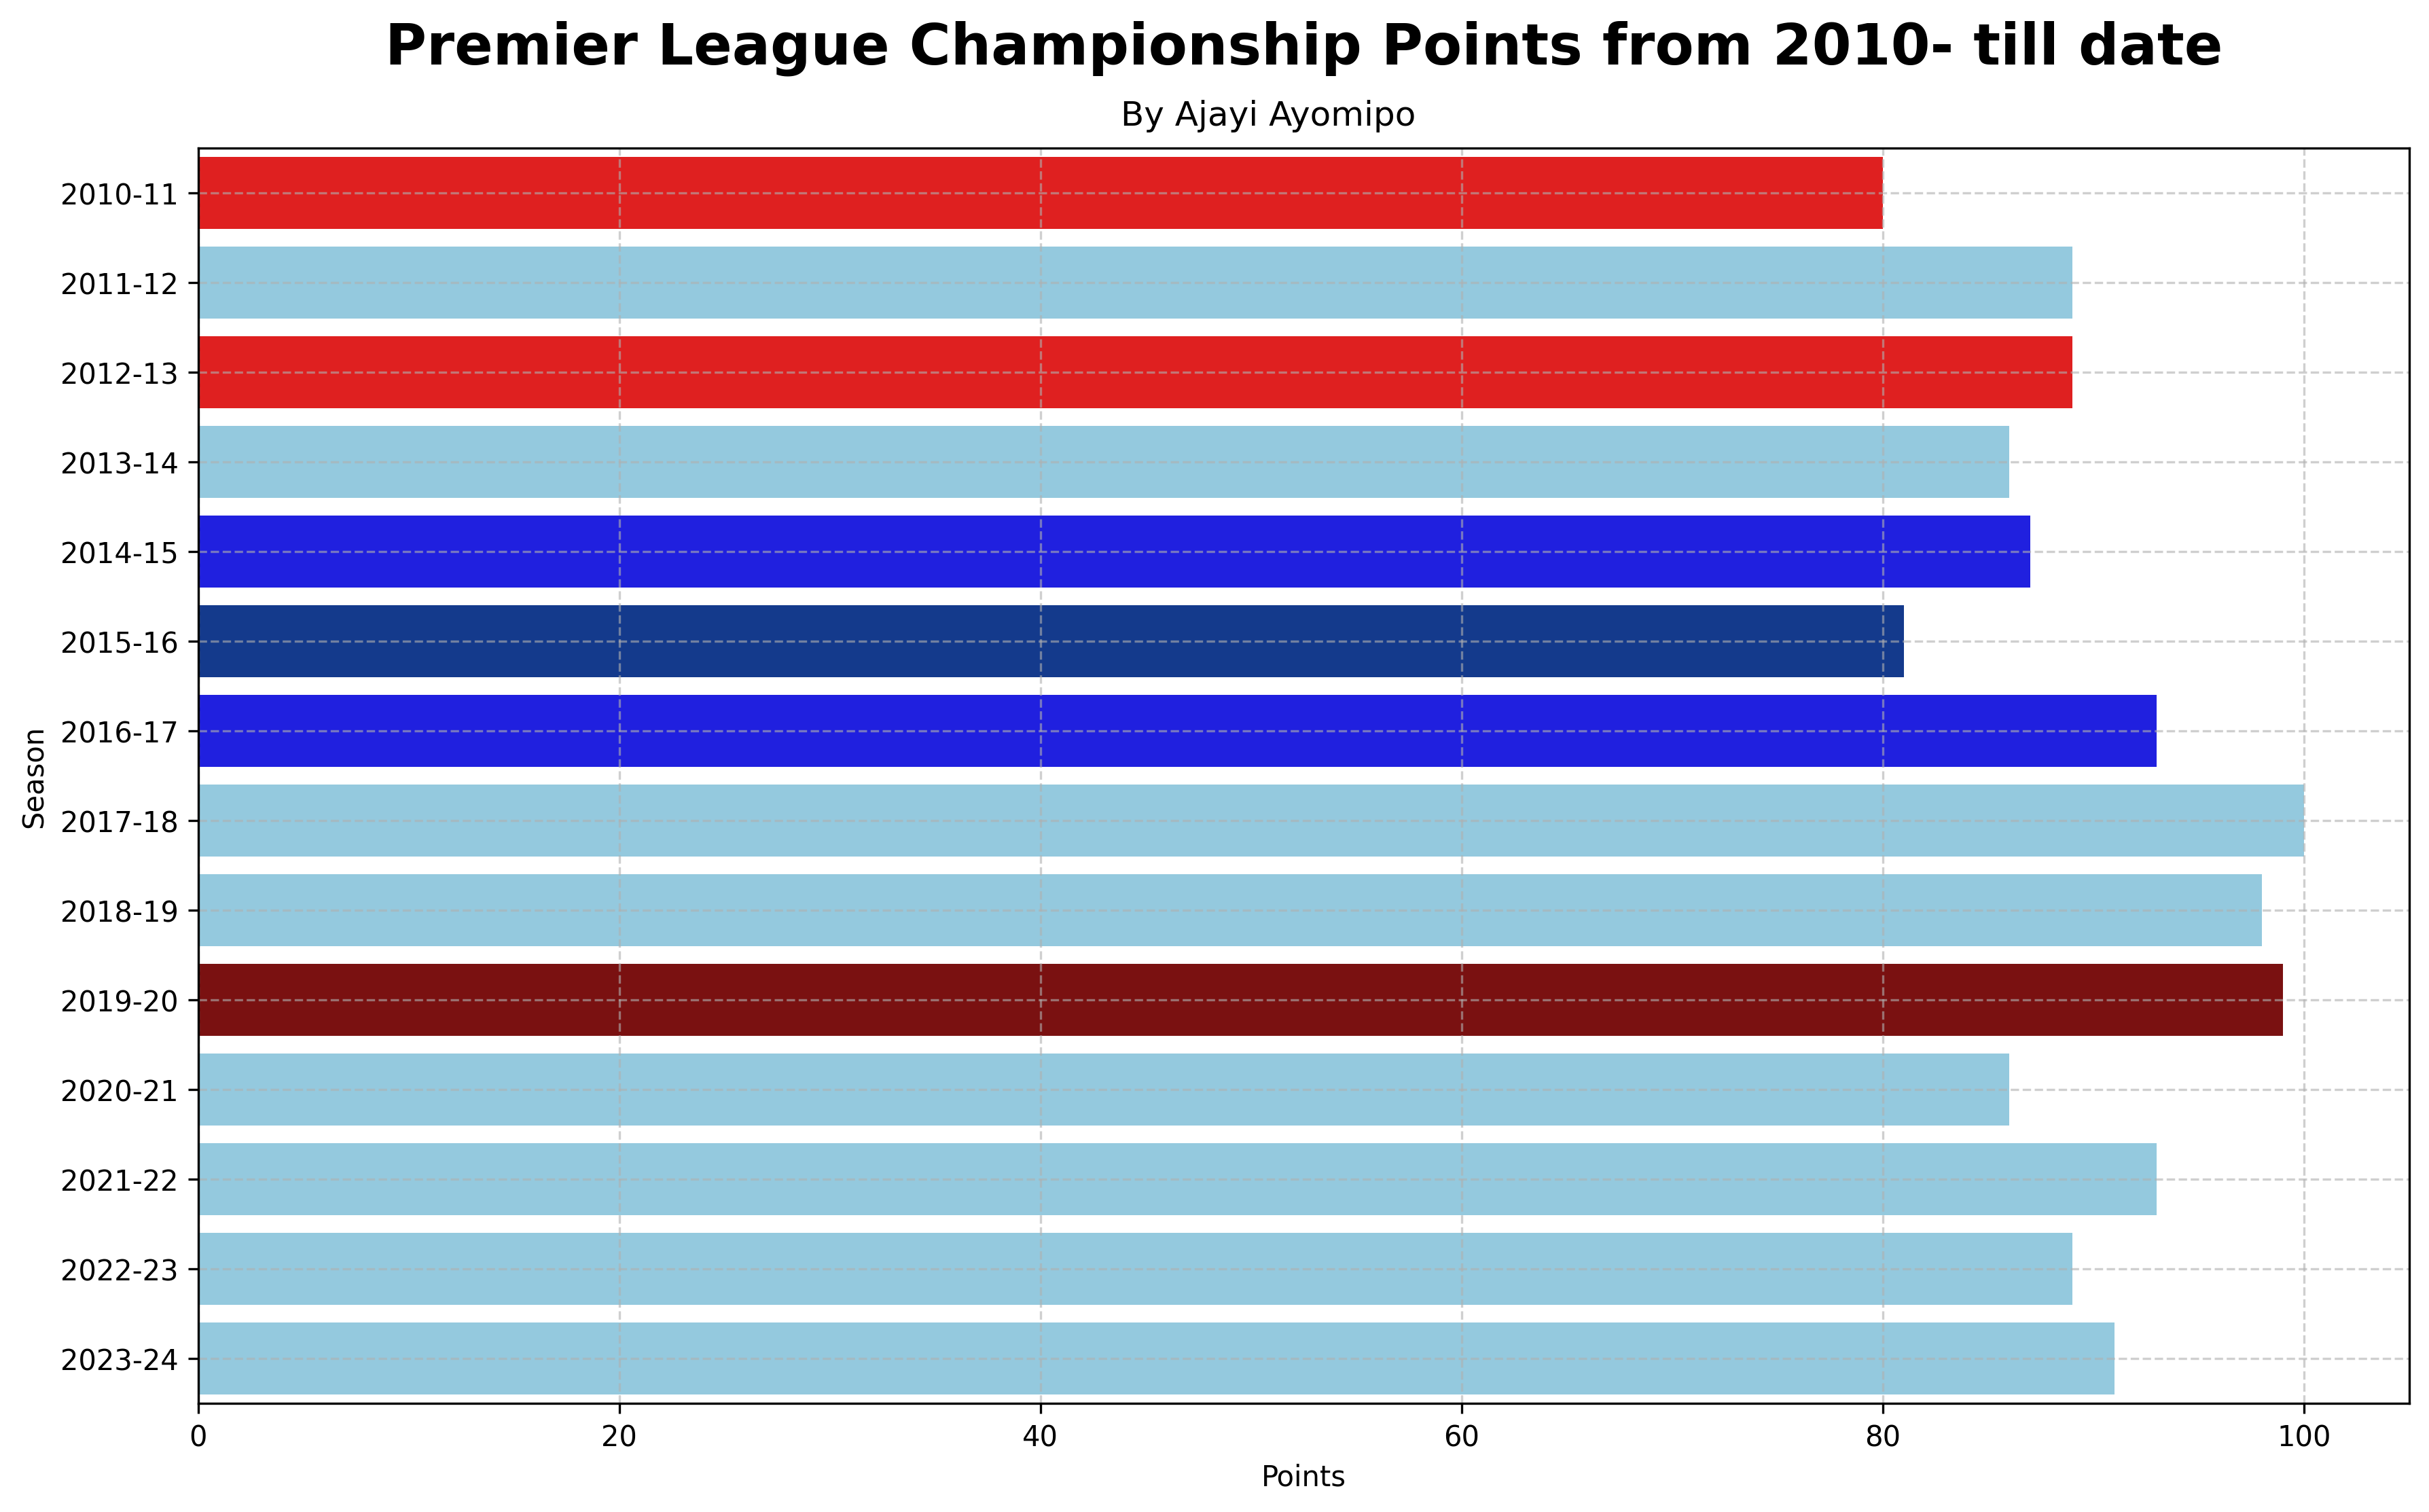 Premier League Championship Points from 2010- till date
By Ajayi Ayomipo
Season
2010-11
2011-12
2012-13
2013-14
2014-15
2015-16
2016-17
2017-18
2018-19
2019-20
2020-21
2021-22
2022-23
2023-24
0 20 40 60 80 100
Points